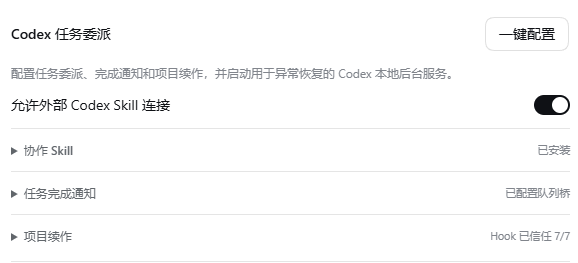 Codex 任务委派
一键配置
配置任务委派、完成通知和项目续作，并启动用于异常恢复的 Codex 本地后台服务。
允许外部 Codex Skill 连接
协作 Skill 已安装
任务完成通知 已配置队列桥
项目续作 Hook 已信任 7/7